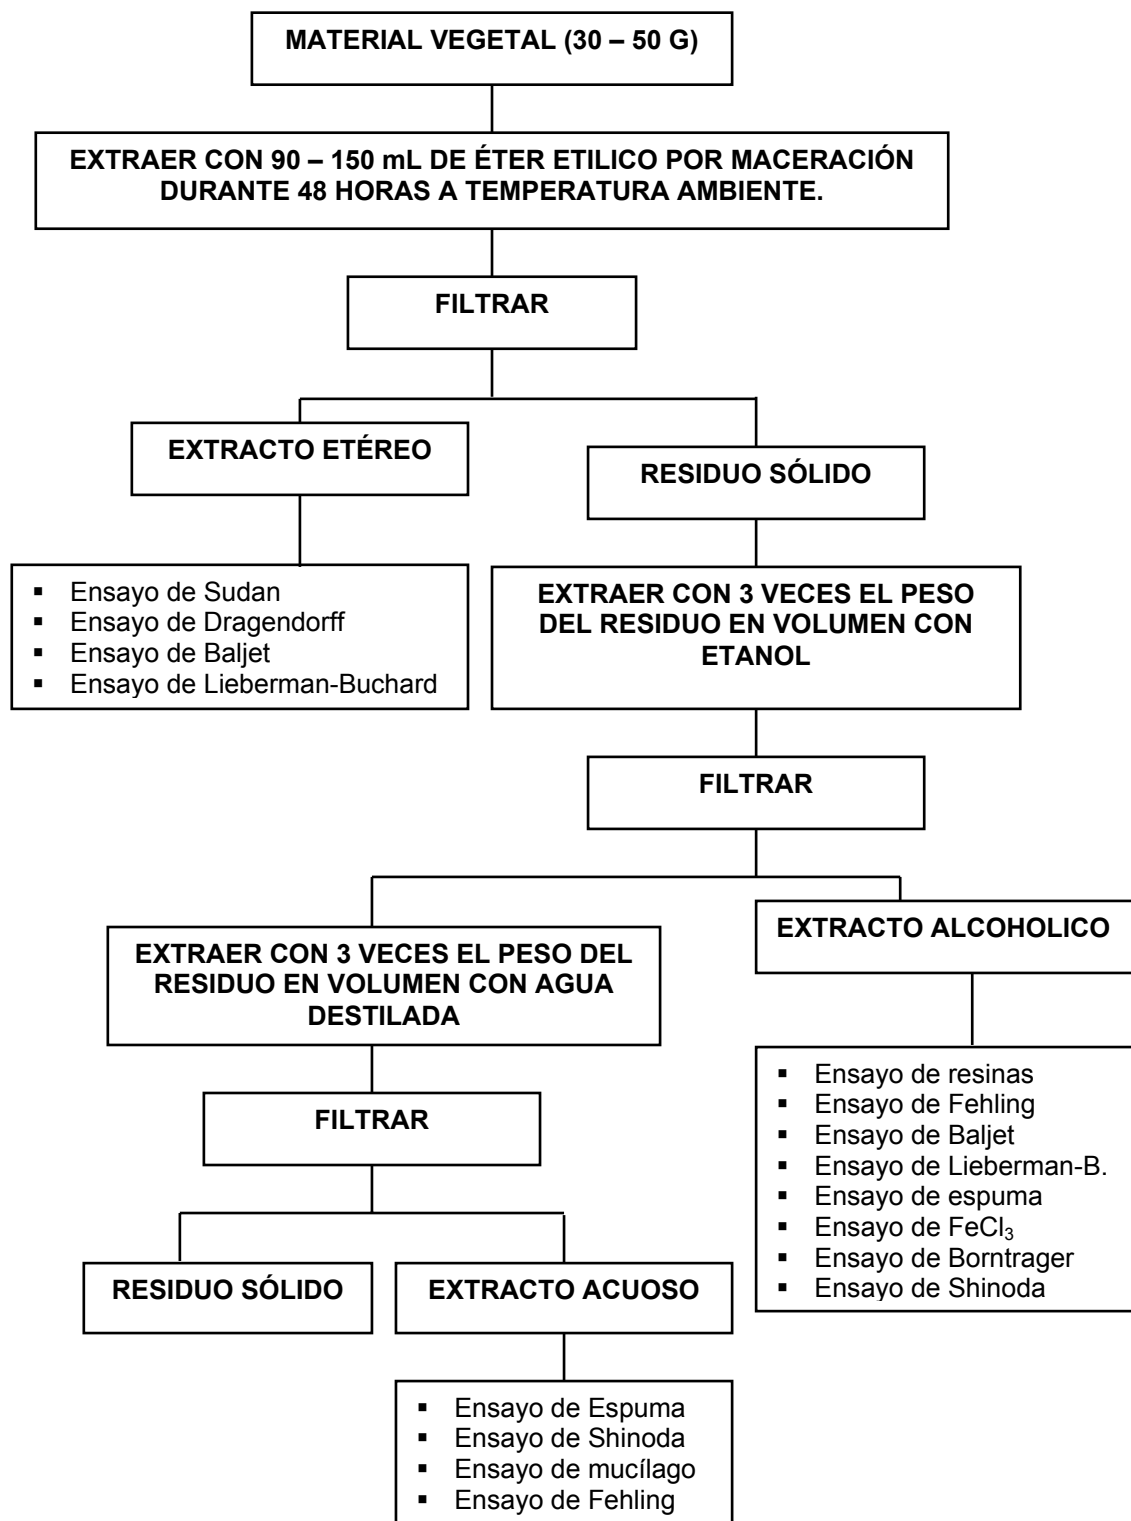 MATERIAL VEGETAL (30 – 50 G)
EXTRAER CON 90 – 150 mL DE ÉTER ETILICO POR MACERACIÓN
DURANTE 48 HORAS A TEMPERATURA AMBIENTE.
FILTRAR
EXTRACTO ETÉREO
RESIDUO SÓLIDO
▪ Ensayo de Sudan
▪ Ensayo de Dragendorff
▪ Ensayo de Baljet
▪ Ensayo de Lieberman-Buchard
EXTRAER CON 3 VECES EL PESO
DEL RESIDUO EN VOLUMEN CON
ETANOL
FILTRAR
EXTRAER CON 3 VECES EL PESO DEL
RESIDUO EN VOLUMEN CON AGUA
DESTILADA
EXTRACTO ALCOHOLICO
▪ Ensayo de resinas
▪ Ensayo de Fehling
▪ Ensayo de Baljet
▪ Ensayo de Lieberman-B.
▪ Ensayo de espuma
▪ Ensayo de FeCl₃
▪ Ensayo de Borntrager
▪ Ensayo de Shinoda
FILTRAR
RESIDUO SÓLIDO
EXTRACTO ACUOSO
▪ Ensayo de Espuma
▪ Ensayo de Shinoda
▪ Ensayo de mucílago
▪ Ensayo de Fehling